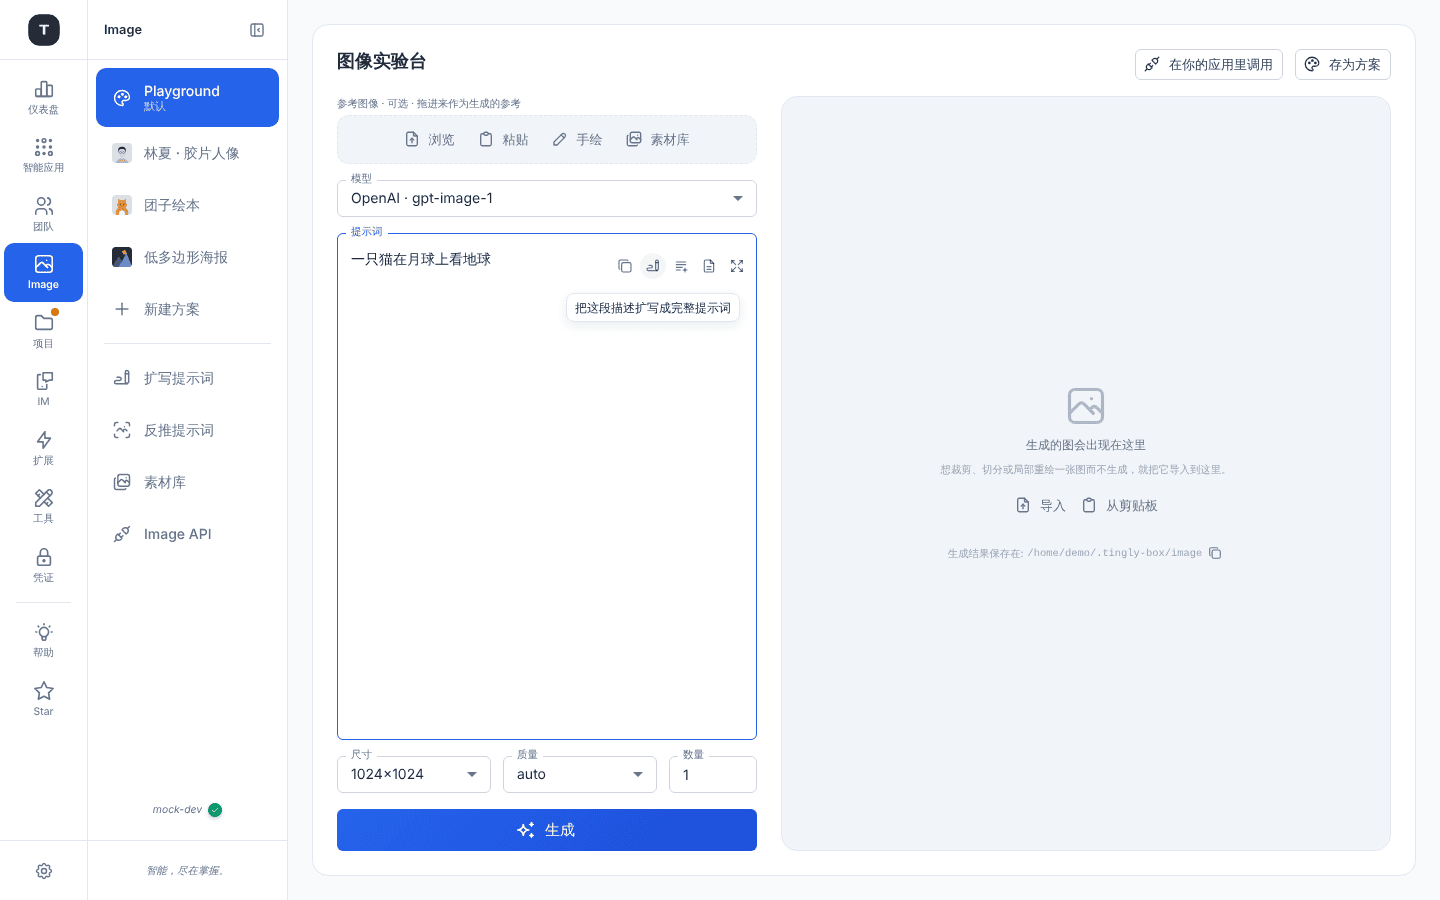 T
仪表盘
智能应用
团队
Image
项目
IM
扩展
工具
凭证
帮助
Star
Image
Playground
默认
林夏 · 胶片人像
团子绘本
低多边形海报
新建方案
扩写提示词
反推提示词
素材库
Image API
mock-dev
智能，尽在掌握。
图像实验台
在你的应用里调用
存为方案
参考图像 · 可选 · 拖进来作为生成的参考
浏览
粘贴
手绘
素材库
模型
OpenAI · gpt-image-1
提示词
一只猫在月球上看地球
把这段描述扩写成完整提示词
尺寸
1024×1024
质量
auto
数量
1
生成
生成的图会出现在这里
想裁剪、切分或局部重绘一张图而不生成，就把它导入到这里。
导入
从剪贴板
生成结果保存在: /home/demo/.tingly-box/image